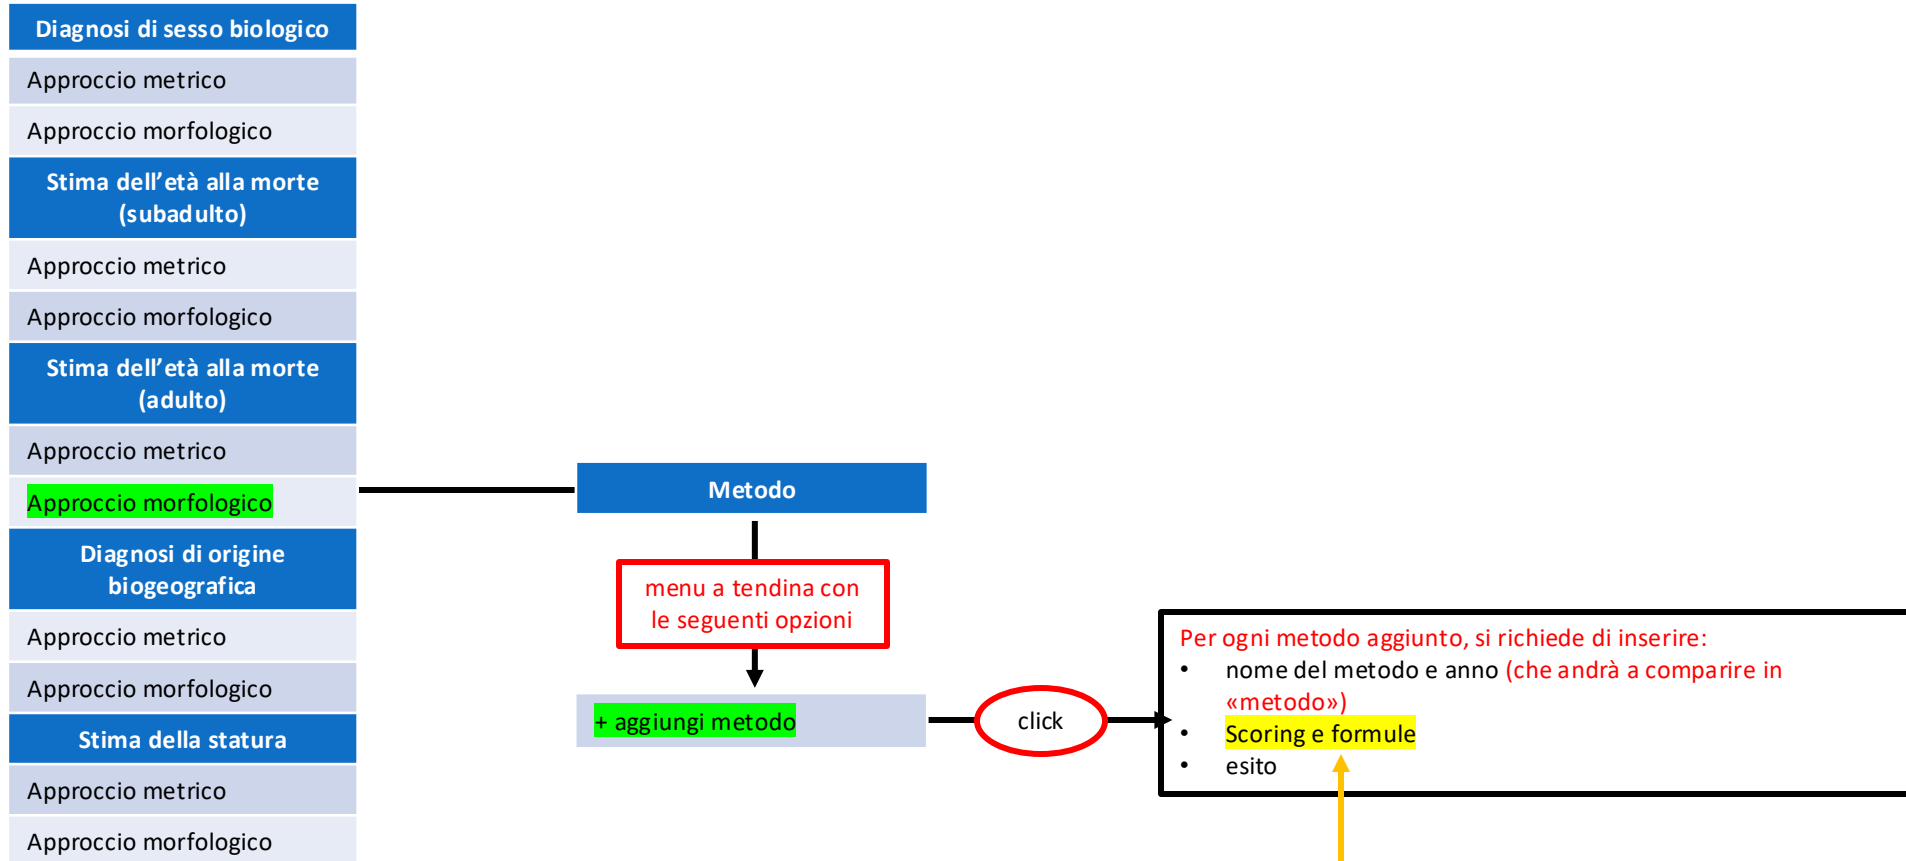 Diagnosi di sesso biologico
Approccio metrico
Approccio morfologico
Stima dell'età alla morte
(subadulto)
Approccio metrico
Approccio morfologico
Stima dell'età alla morte
(adulto)
Approccio metrico
Approccio morfologico
Diagnosi di origine
biogeografica
Approccio metrico
Approccio morfologico
Stima della statura
Approccio metrico
Approccio morfologico
Metodo
menu a tendina con
le seguenti opzioni
+ aggiungi metodo
click
Per ogni metodo aggiunto, si richiede di inserire:
• nome del metodo e anno (che andrà a comparire in
«metodo»)
• Scoring e formule
• esito